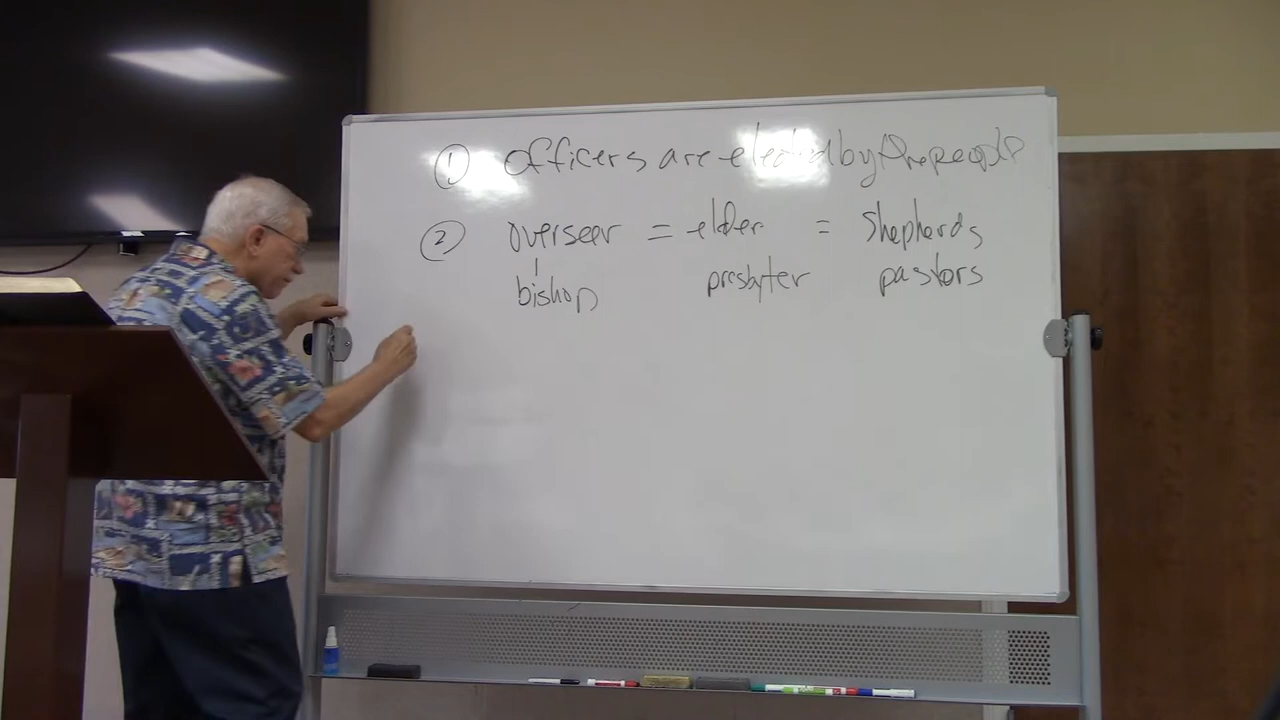 ① Officers are elected by the people
② overseer = elder = shepherds
bishop presbyter pastors